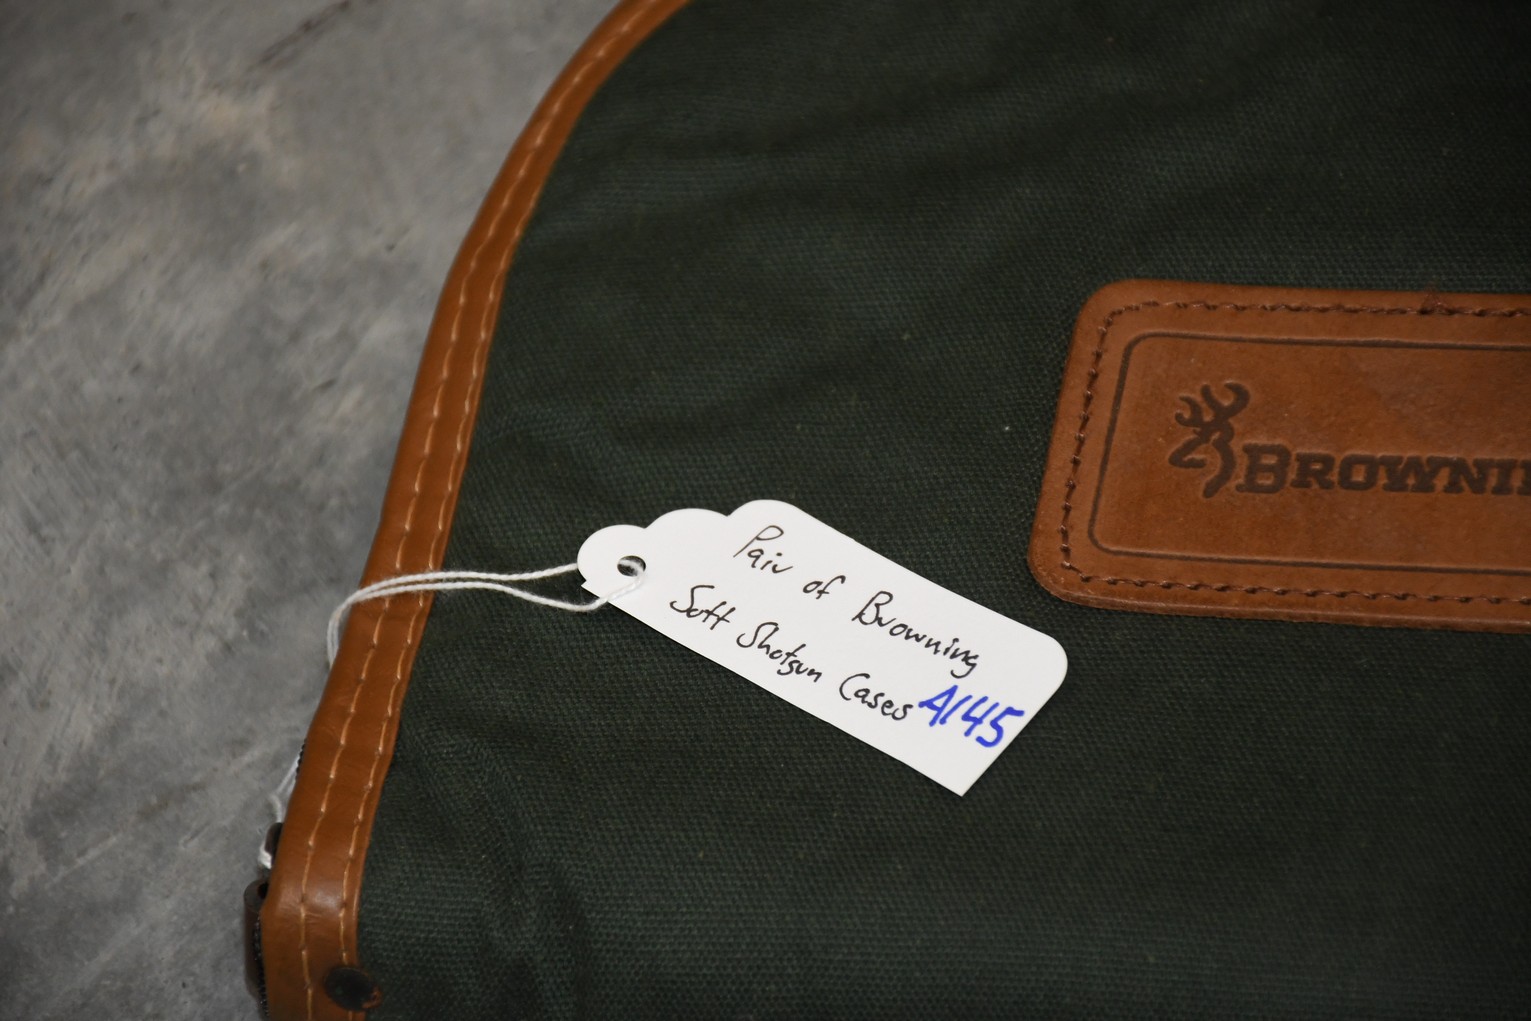 Pair of Browning
Soft Shotgun Cases A145
BROWNIN